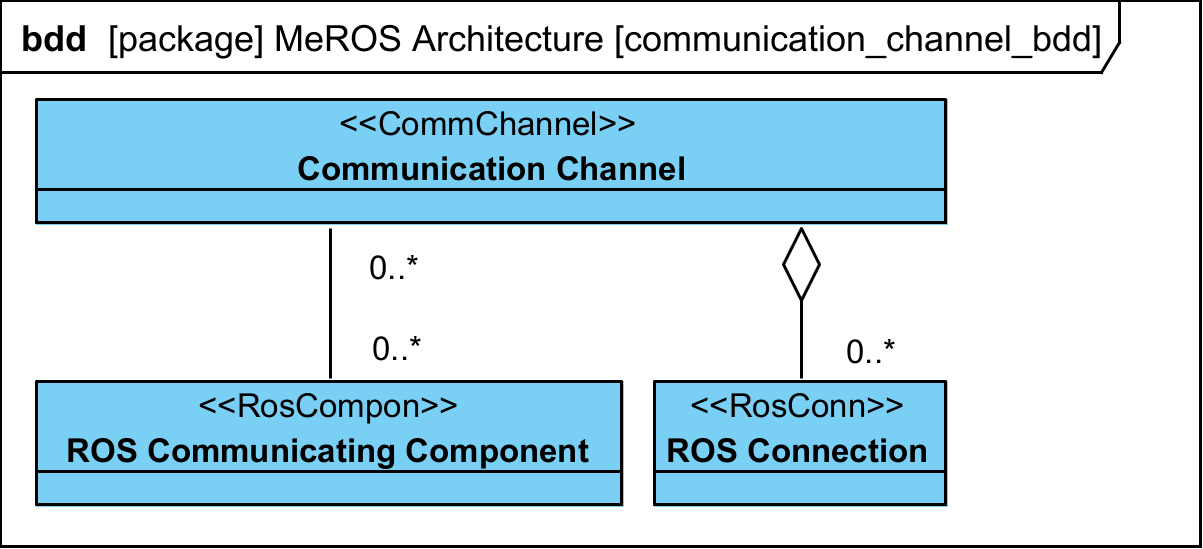 bdd [package] MeROS Architecture [communication_channel_bdd]
<<CommChannel>>
Communication Channel
0..*
0..*
0..*
<<RosCompon>>
ROS Communicating Component
<<RosConn>>
ROS Connection